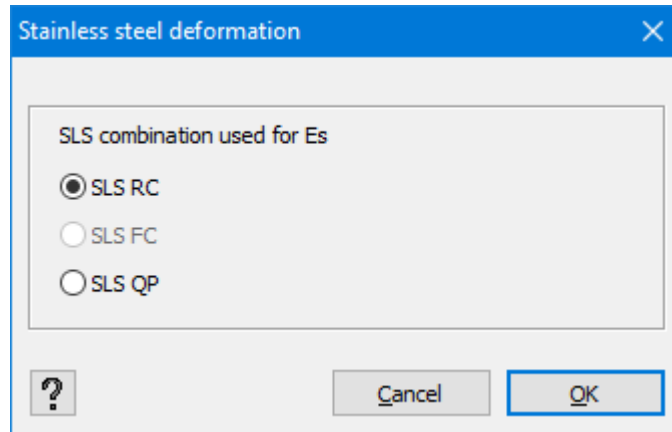 Stainless steel deformation
SLS combination used for Es
SLS RC
SLS FC
SLS QP
?
Cancel
OK